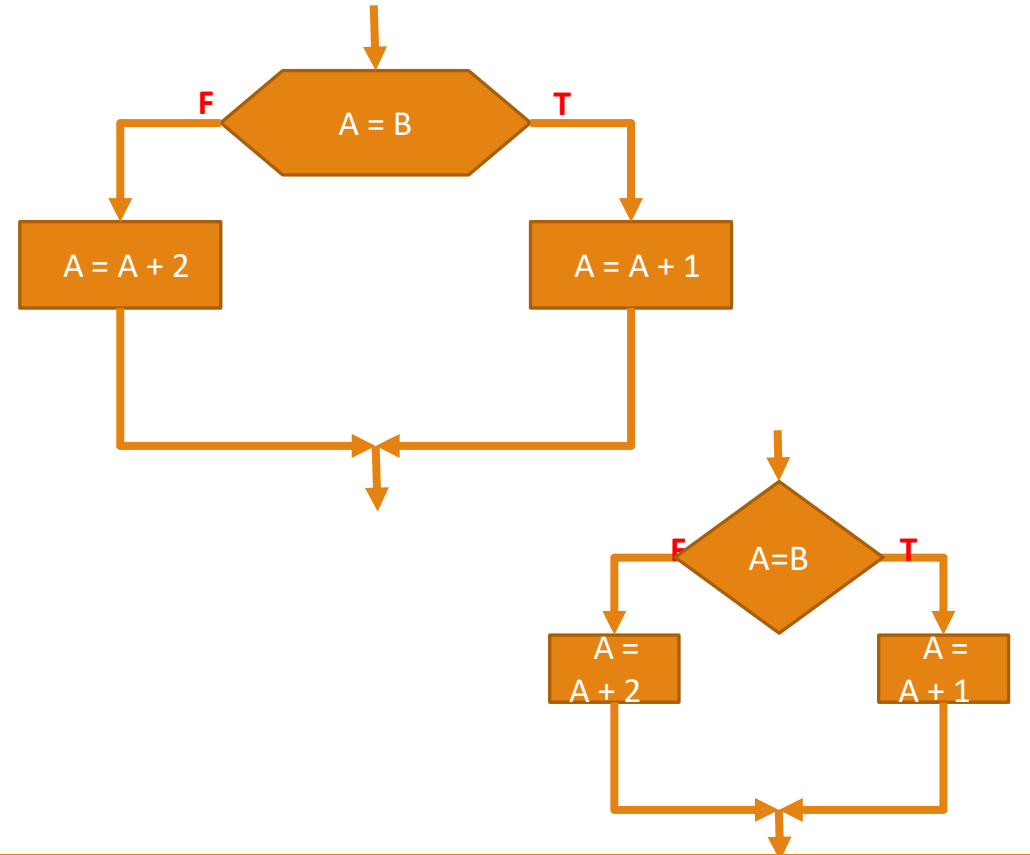 F
T
A = B
A = A + 2
A = A + 1
F
T
A=B
A =
A + 2
A =
A + 1